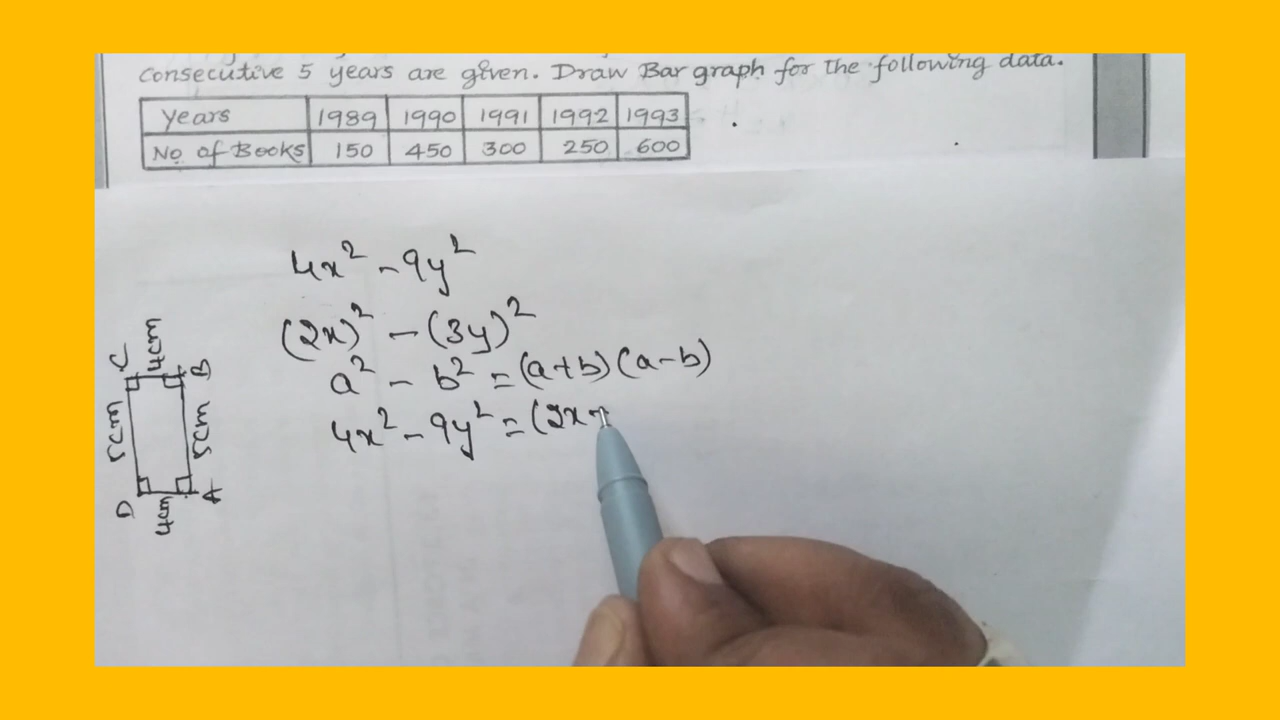 consecutive 5 years are given. Draw Bar graph for the following data.
Years 1989 1990 1991 1992 1993
No of Books 150 450 300 250 600
4x² - 9y²
(2x)² - (3y)²
a² - b² = (a+b)(a-b)
4x² - 9y² = (2x +
C 4cm B
5cm 5cm
D 4cm A